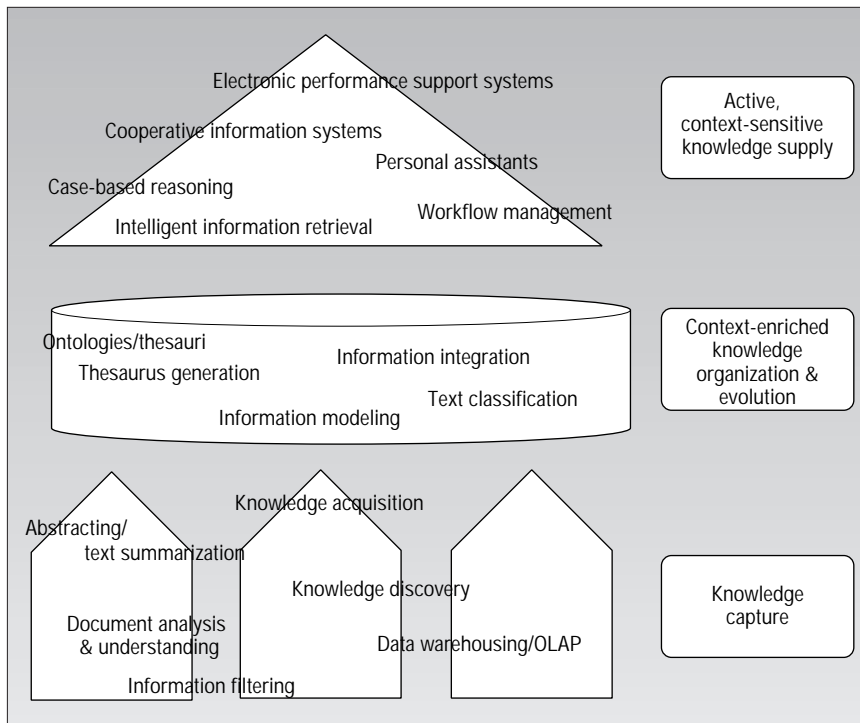 Electronic performance support systems
Cooperative information systems
Personal assistants
Case-based reasoning
Workflow management
Intelligent information retrieval
Active,
context-sensitive
knowledge supply
Ontologies/thesauri
Information integration
Thesaurus generation
Text classification
Information modeling
Context-enriched
knowledge
organization &
evolution
Knowledge acquisition
Abstracting/
text summarization
Knowledge discovery
Document analysis
& understanding
Data warehousing/OLAP
Information filtering
Knowledge
capture